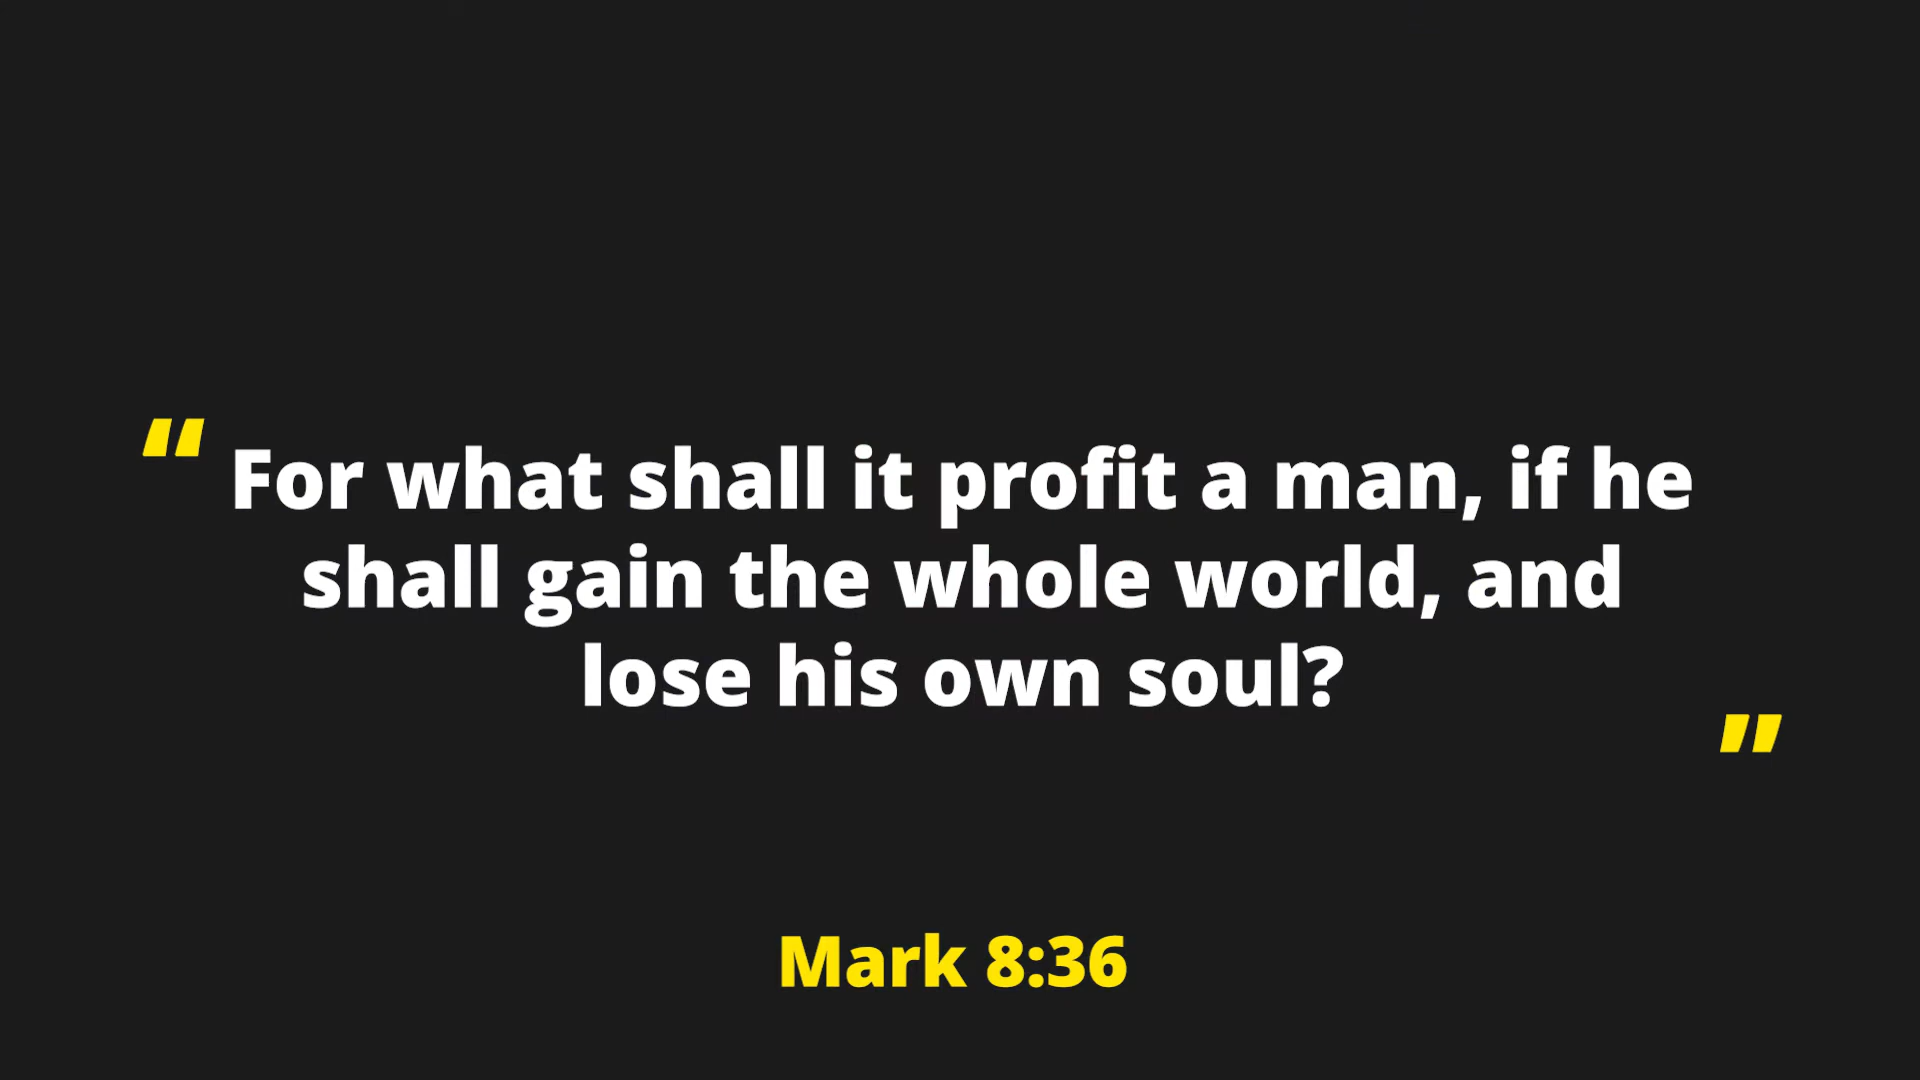 “ For what shall it profit a man, if he
shall gain the whole world, and
lose his own soul?
”
Mark 8:36